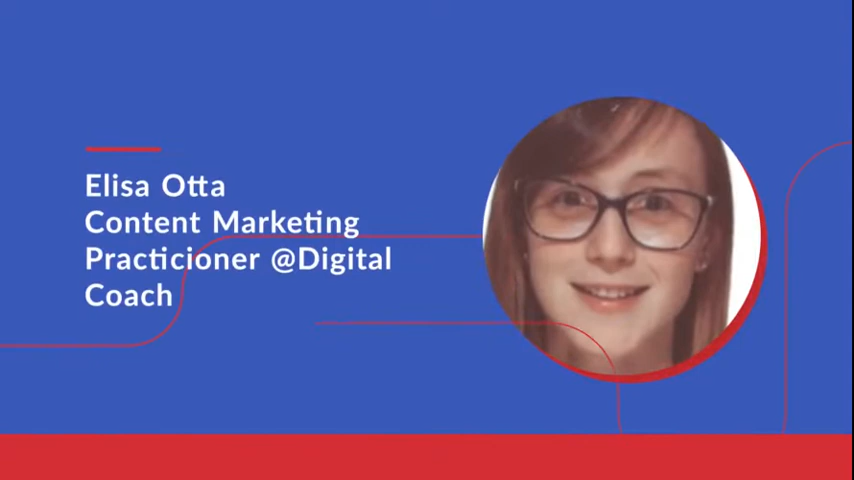 Elisa Otta
Content Marketing
Practicioner @Digital
Coach